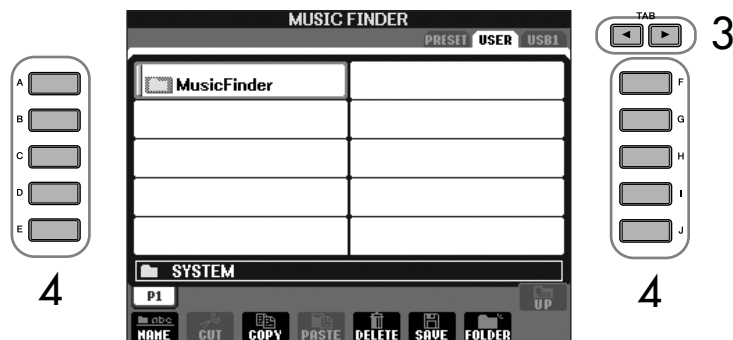 MUSIC FINDER
PRESET USER USB1
TAB
3
A
B
C
D
E
4
MusicFinder
SYSTEM
P1
UP
abc
NAME CUT COPY PASTE DELETE SAVE FOLDER
F
G
H
I
J
4